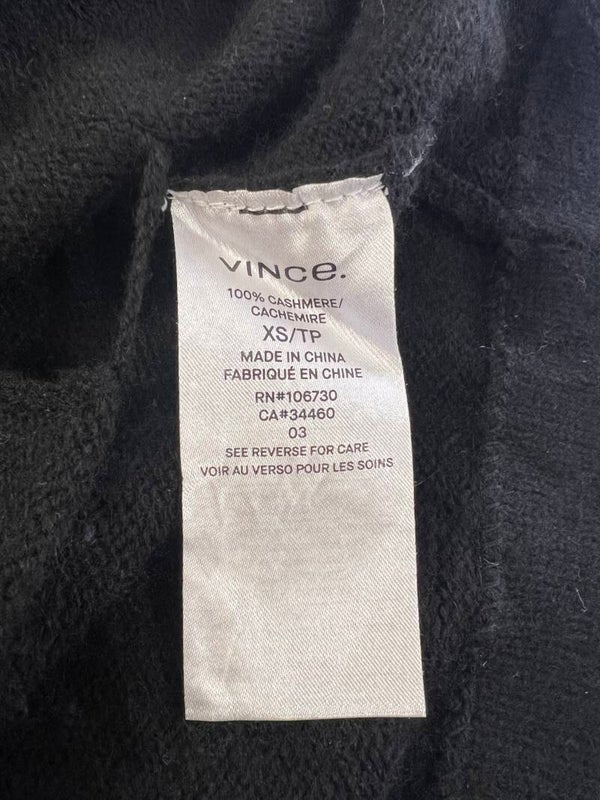 VINCe.
100% CASHMERE/
CACHEMIRE
XS/TP
MADE IN CHINA
FABRIQUÉ EN CHINE
RN#106730
CA#34460
03
SEE REVERSE FOR CARE
VOIR AU VERSO POUR LES SOINS